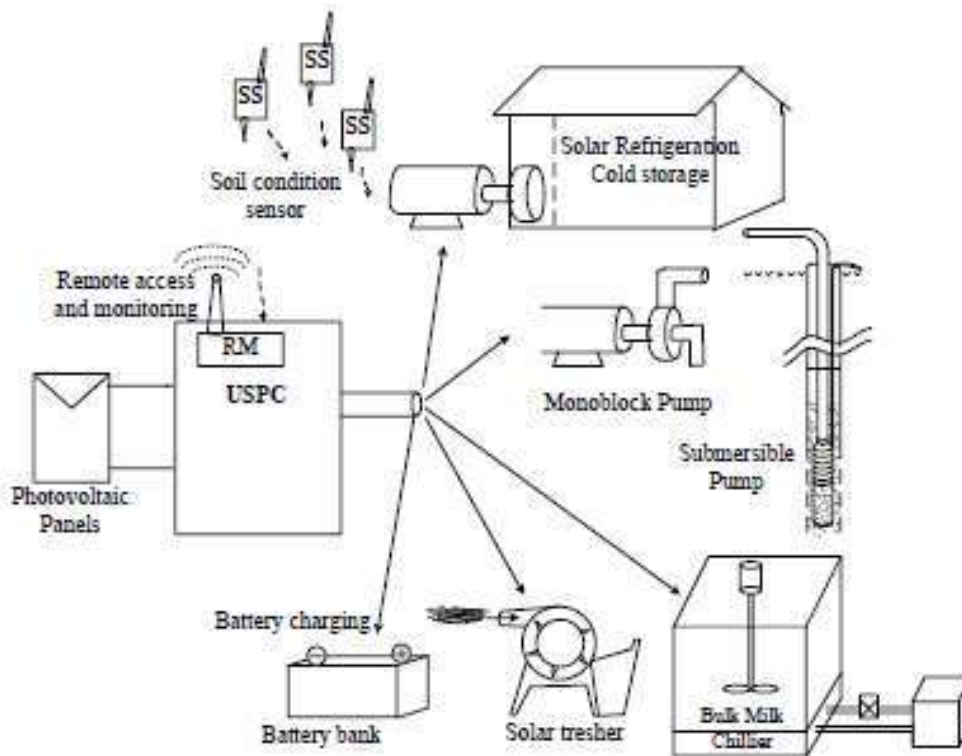 SS
SS
SS
Soil condition
sensor
Solar Refrigeration
Cold storage
Remote access
and monitoring
RM
USPC
Photovoltaic
Panels
Monoblock Pump
Submersible
Pump
Battery charging
Battery bank
Solar tresher
Bulk Milk
Chillier